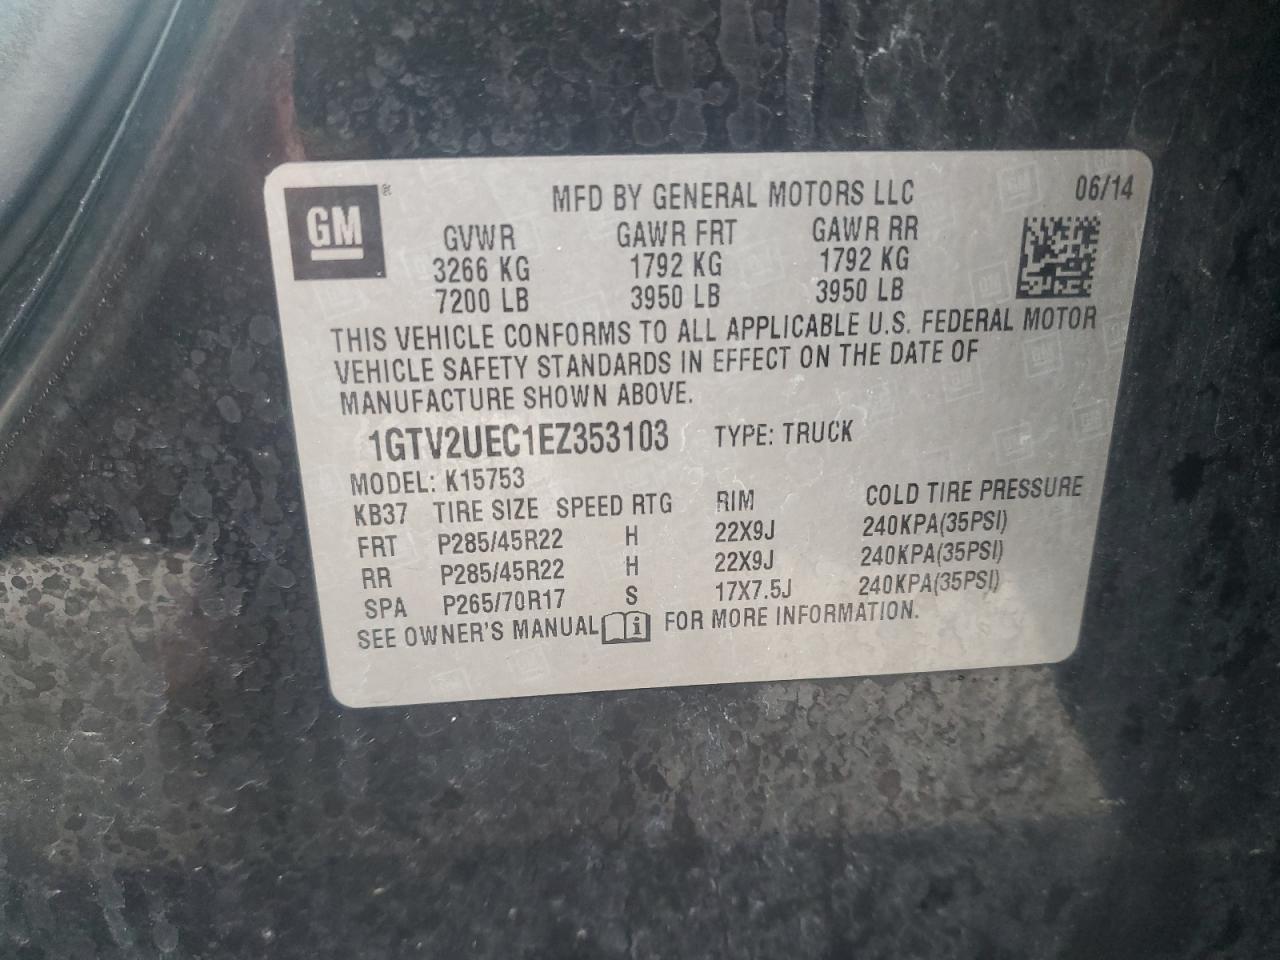 GM ®
MFD BY GENERAL MOTORS LLC 06/14
GVWR GAWR FRT GAWR RR
3266 KG 1792 KG 1792 KG
7200 LB 3950 LB 3950 LB
THIS VEHICLE CONFORMS TO ALL APPLICABLE U.S. FEDERAL MOTOR
VEHICLE SAFETY STANDARDS IN EFFECT ON THE DATE OF
MANUFACTURE SHOWN ABOVE.
1GTV2UEC1EZ353103 TYPE: TRUCK
MODEL: K15753
KB37 TIRE SIZE SPEED RTG RIM COLD TIRE PRESSURE
FRT P285/45R22 H 22X9J 240KPA(35PSI)
RR P285/45R22 H 22X9J 240KPA(35PSI)
SPA P265/70R17 S 17X7.5J 240KPA(35PSI)
SEE OWNER'S MANUAL i FOR MORE INFORMATION.